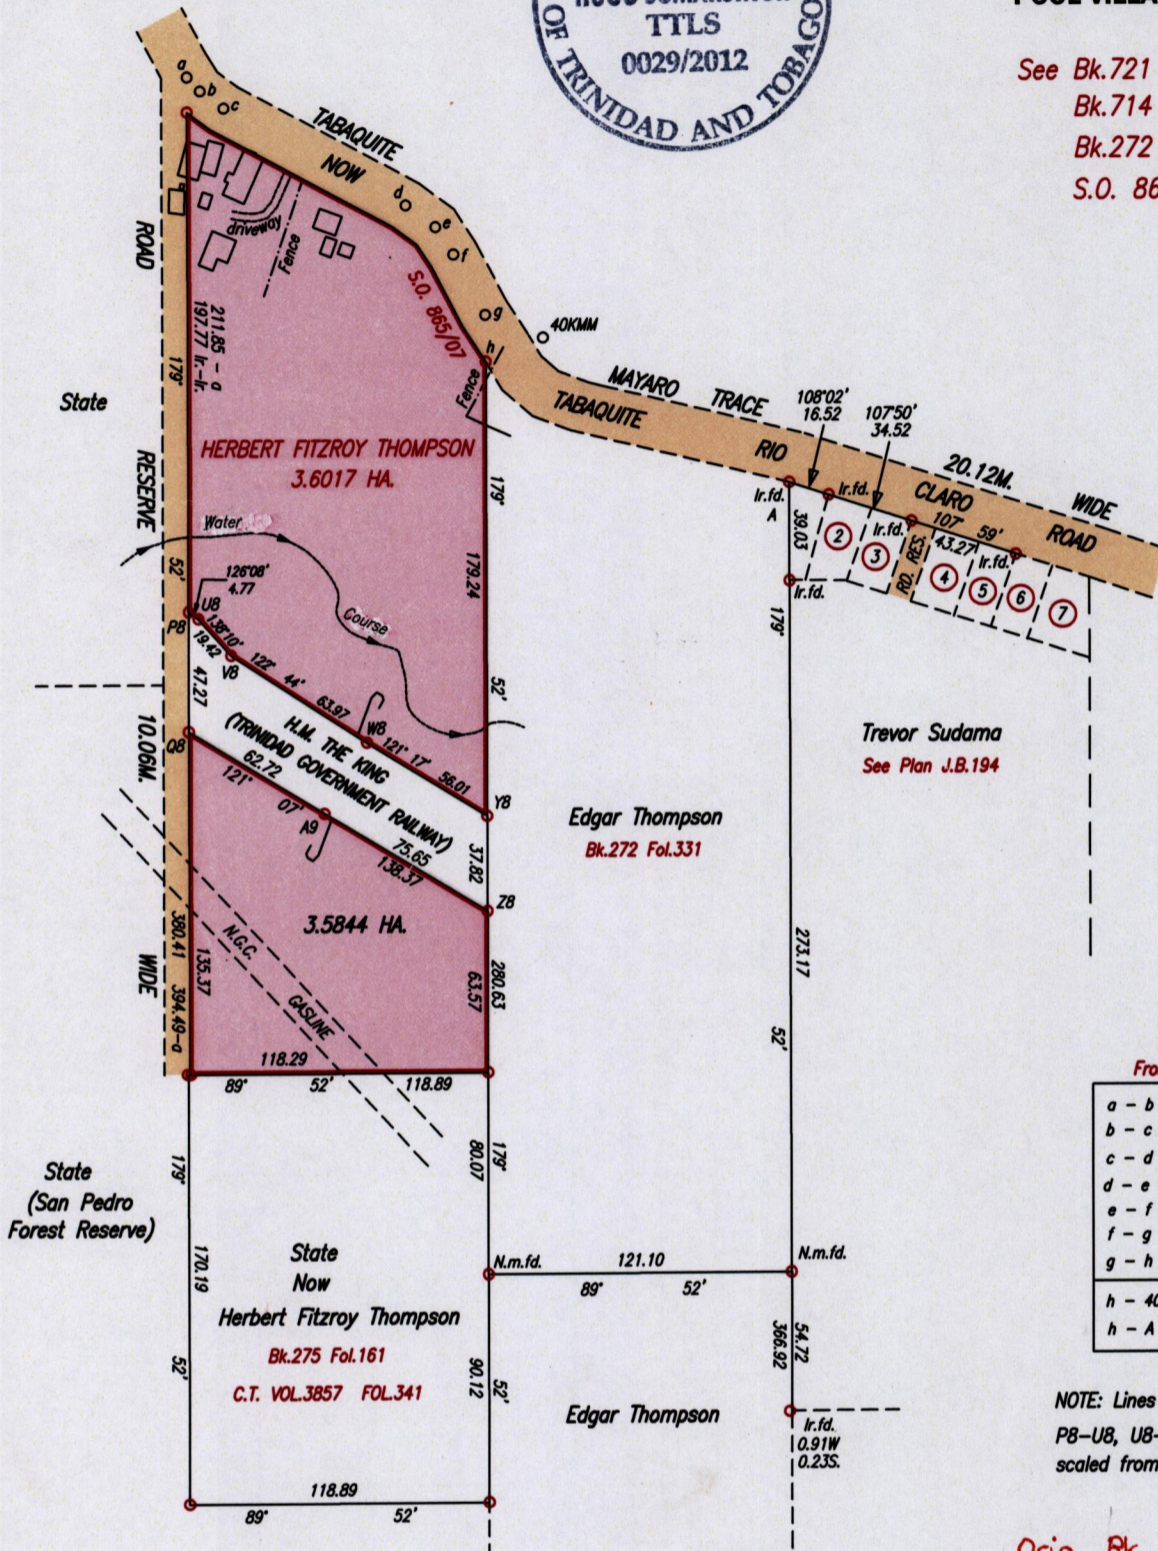 TTLS
0029/2012
OF TRINIDAD AND TOBAGO
See Bk.721
Bk.714
Bk.272
S.O. 86
a
b
c
TABAQUITE
NOW
d
e
f
g
h
40KMM
driveway
Fence
S.O. 865/07
Fence
ROAD
211.85 - a
197.77 Ir.-Ir.
179°
State
HERBERT FITZROY THOMPSON
3.6017 HA.
RESERVE
179°
179.24
52'
MAYARO TRACE
TABAQUITE
RIO
CLARO
ROAD
20.12M.
WIDE
108°02'
16.52
107°50'
34.52
Ir.fd.
A
39.03
Ir.fd.
Ir.fd.
107° 59'
43.27
Ir.fd.
2
3
RD. RES.
4
5
6
7
Ir.fd.
179°
Water
Course
52'
126°08'
4.77
U8
P8
138°10'
19.42
V8
122° 44'
63.97
W8
121° 17'
56.01
Y8
47.27
Q8
10.06M.
H.M. THE KING
(TRINIDAD GOVERNMENT RAILWAY)
62.72
121° 07'
A9
75.65
138.37
37.82
Z8
Trevor Sudama
See Plan J.B.194
Edgar Thompson
Bk.272 Fol.331
3.5844 HA.
N.G.C.
GASLINE
380.41
394.49-a
135.37
WIDE
280.63
63.57
273.17
52'
118.29
89° 52'
118.89
179°
80.07
179°
170.19
52'
State
(San Pedro
Forest Reserve)
State
Now
Herbert Fitzroy Thompson
Bk.275 Fol.161
C.T. VOL.3857 FOL.341
N.m.fd.
121.10
89° 52'
N.m.fd.
90.12
52'
54.72
366.92
Edgar Thompson
Ir.fd.
0.91W
0.23S.
118.89
89° 52'
Fro
a - b
b - c
c - d
d - e
e - f
f - g
g - h
h - 40
h - A
NOTE: Lines
P8-U8, U8-
scaled from